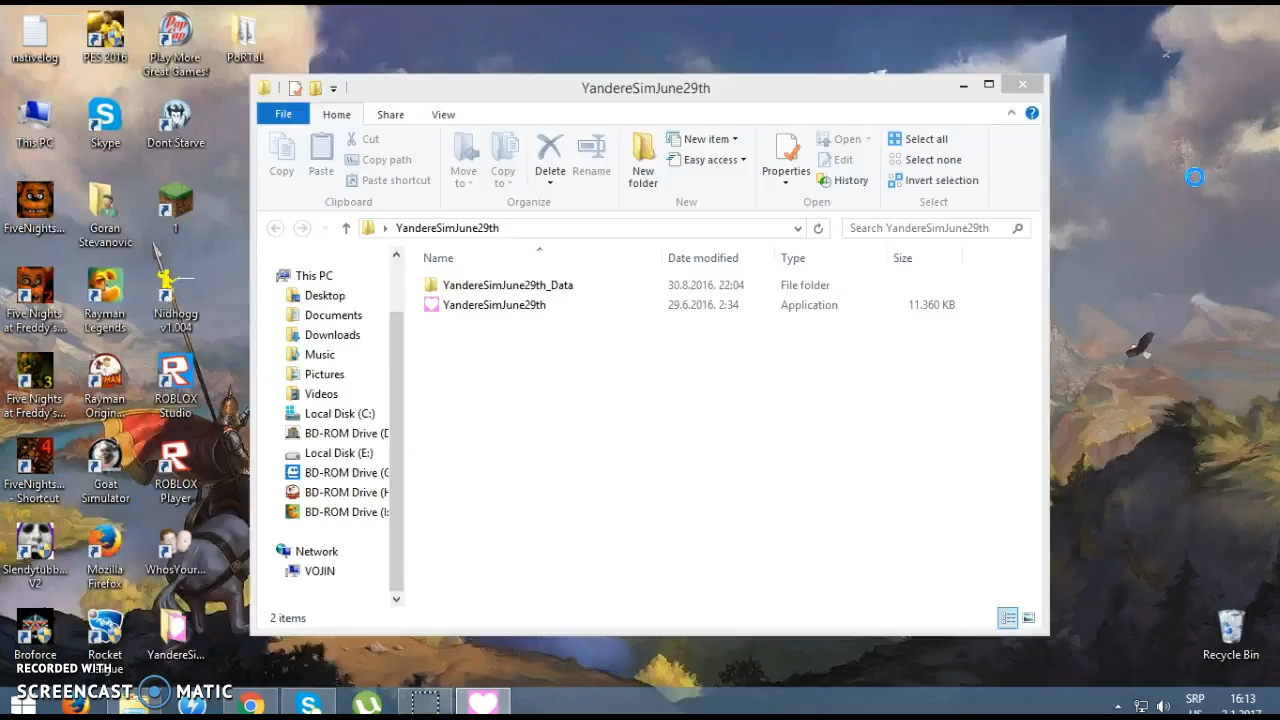 nativelog
PES 2016
Play More
Great Games!
PoRTaL
This PC
Skype
Dont Starve
FiveNights...
Goran
Stevanovic
1
Five Nights
at Freddy's...
Rayman
Legends
Nidhogg
v1.004
Five Nights
at Freddy's...
Rayman
Origin...
ROBLOX
Studio
FiveNights...
- Shortcut
Goat
Simulator
ROBLOX
Player
Slendytubb...
V2
Mozilla
Firefox
WhosYour...
Broforce
Rocket
YandereSi...
YandereSimJune29th
File
Home
Share
View
Copy
Paste
Cut
Copy path
Paste shortcut
Clipboard
Move
to
Copy
to
Delete
Rename
Organize
New
folder
New item
Easy access
New
Properties
Open
Edit
History
Open
Select all
Select none
Invert selection
Select
YandereSimJune29th
Search YandereSimJune29th
Name
Date modified
Type
Size
YandereSimJune29th_Data
30.8.2016. 22:04
File folder
YandereSimJune29th
29.6.2016. 2:34
Application
11.360 KB
This PC
Desktop
Documents
Downloads
Music
Pictures
Videos
Local Disk (C:)
BD-ROM Drive (D
Local Disk (E:)
BD-ROM Drive (G
BD-ROM Drive (H
BD-ROM Drive (I:
Network
VOJIN
2 items
Recycle Bin
RECORDED WITH
SCREENCAST MATIC
SRP
16:13
2.1.2017.